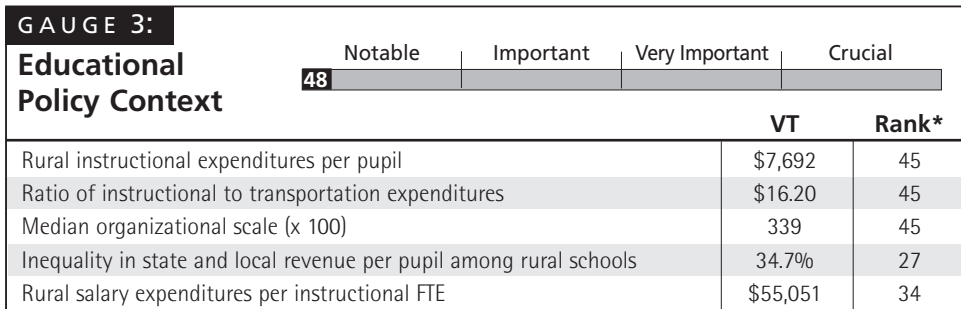 GAUGE 3:
Educational
Policy Context
Notable Important Very Important Crucial
48
VT Rank*
Rural instructional expenditures per pupil $7,692 45
Ratio of instructional to transportation expenditures $16.20 45
Median organizational scale (x 100) 339 45
Inequality in state and local revenue per pupil among rural schools 34.7% 27
Rural salary expenditures per instructional FTE $55,051 34